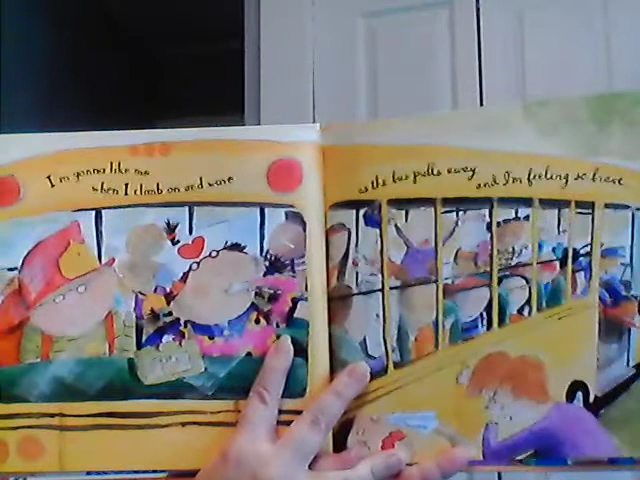 I'm gonna like me
when I climb on and wave
as the bus pulls away
and I'm feeling so brave